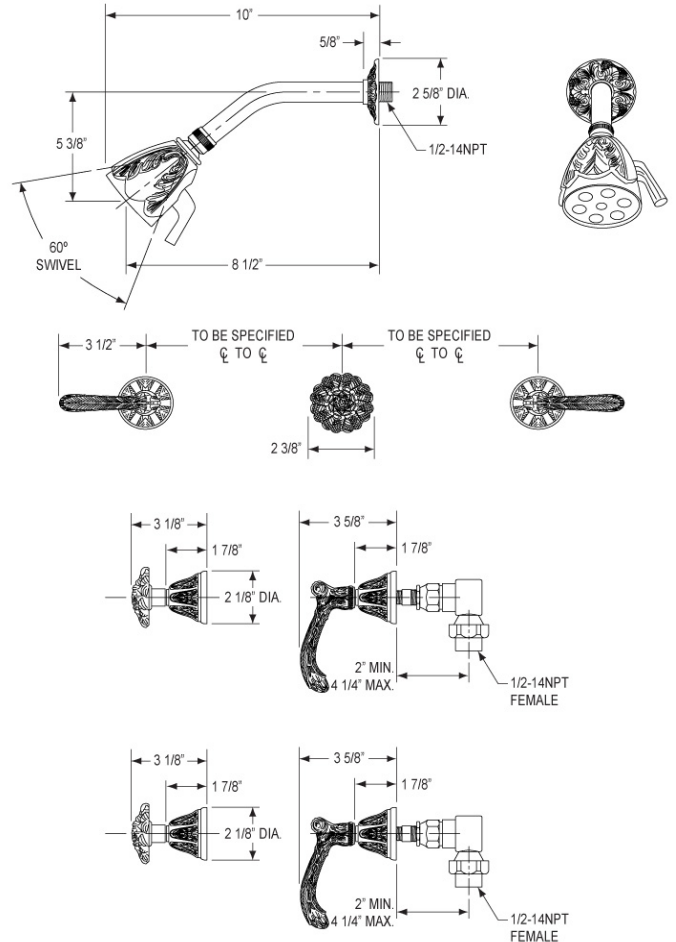 10”
5/8”
2 5/8” DIA.
5 3/8”
1/2-14NPT
60º
SWIVEL
8 1/2”
3 1/2”
TO BE SPECIFIED
℄ TO ℄
TO BE SPECIFIED
℄ TO ℄
2 3/8”
3 1/8”
1 7/8”
2 1/8” DIA.
3 5/8”
1 7/8”
2” MIN.
4 1/4” MAX.
1/2-14NPT
FEMALE
3 1/8”
1 7/8”
2 1/8” DIA.
3 5/8”
1 7/8”
2” MIN.
4 1/4” MAX.
1/2-14NPT
FEMALE